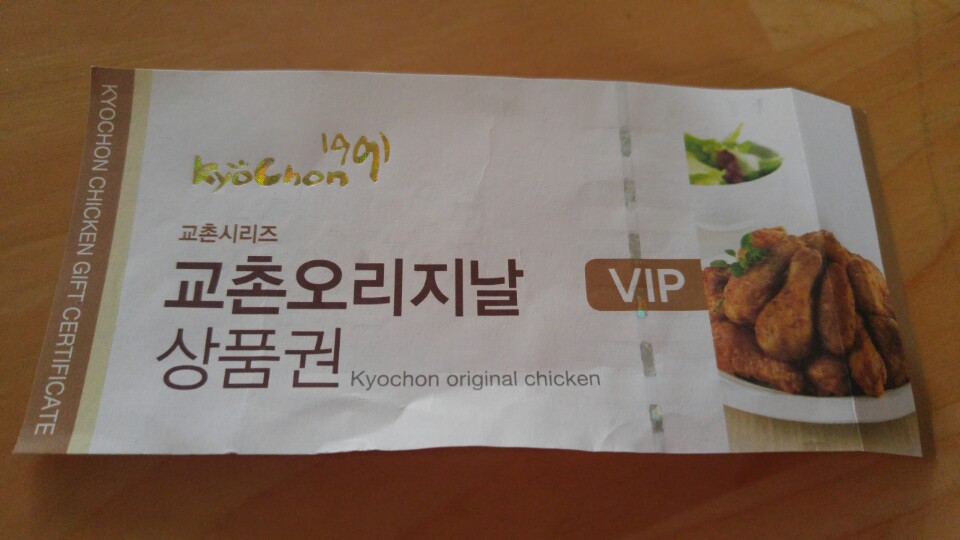 KYOCHON CHICKEN GIFT CERTIFICATE
kyochon 1991
교촌시리즈
교촌오리지날
VIP
상품권 Kyochon original chicken